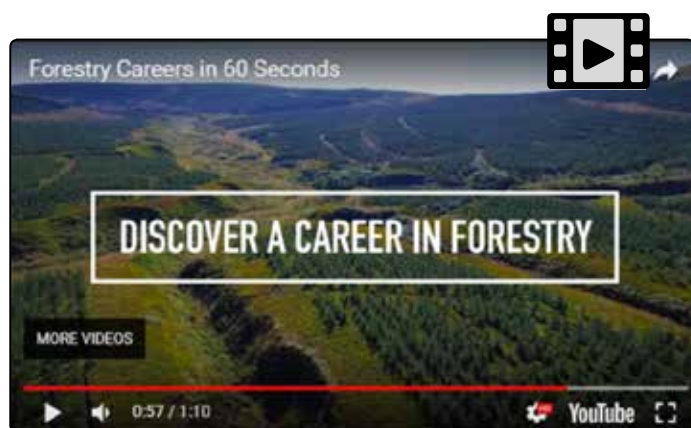 Forestry Careers in 60 Seconds
DISCOVER A CAREER IN FORESTRY
MORE VIDEOS
0:57 / 1:10
YouTube